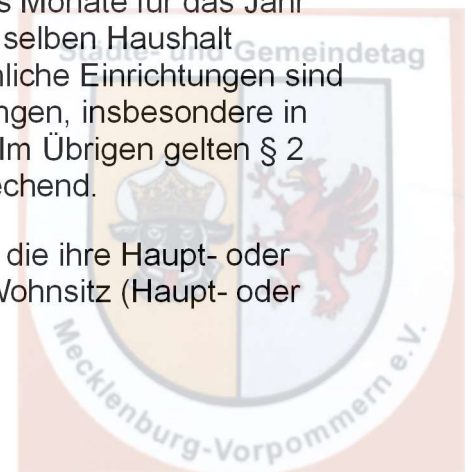 s Monate für das Jahr
selben Haushalt
Städte- und Gemeindetag
liche Einrichtungen sind
ngen, insbesondere in
Im Übrigen gelten § 2
echend.
die ihre Haupt- oder
Wohnsitz (Haupt- oder
Mecklenburg-Vorpommern e.V.